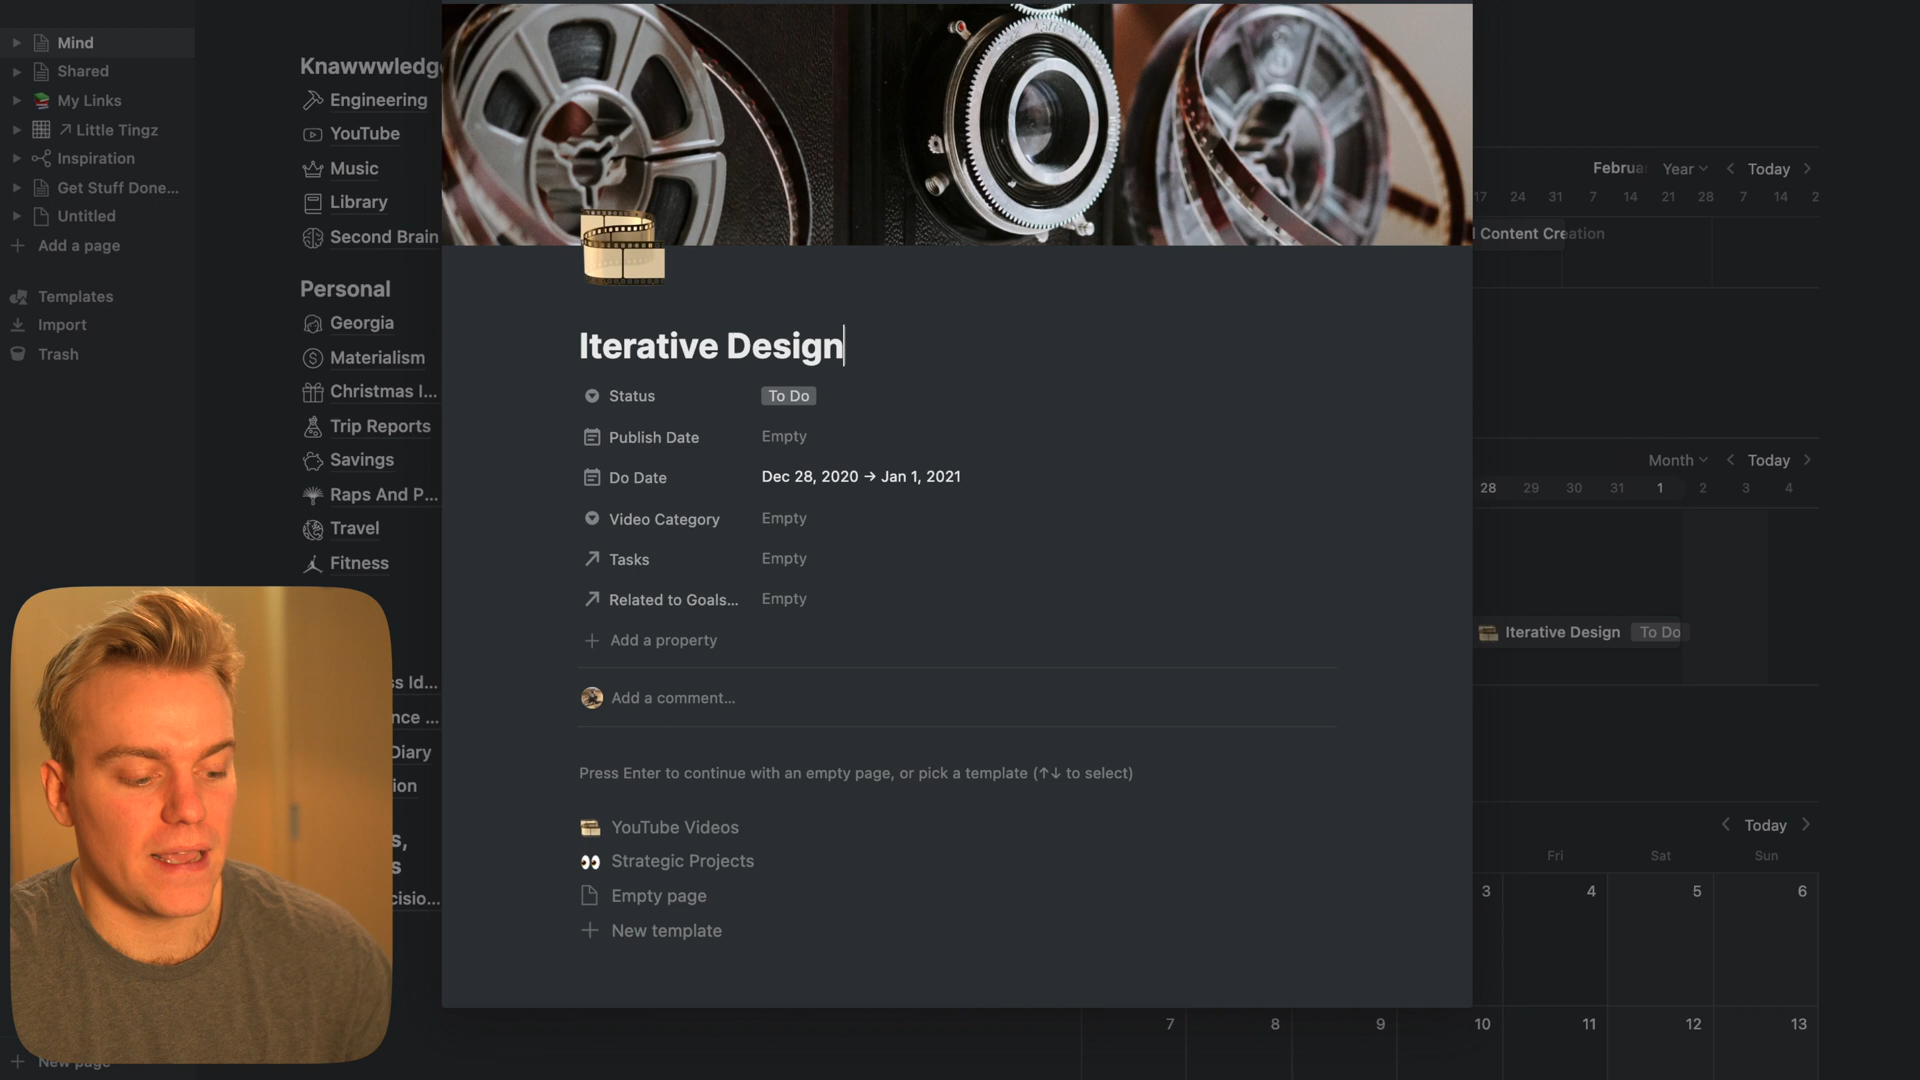 Mind
Shared
My Links
Little Tingz
Inspiration
Get Stuff Done...
Untitled
Add a page
Templates
Import
Trash
New page
Knawwwledg
Engineering
YouTube
Music
Library
Second Brain
Personal
Georgia
Materialism
Christmas I...
Trip Reports
Savings
Raps And P...
Travel
Fitness
s Id...
nce ...
Diary
ion
s,
s
cisio...
Iterative Design
Status To Do
Publish Date Empty
Do Date Dec 28, 2020 → Jan 1, 2021
Video Category Empty
Tasks Empty
Related to Goals... Empty
Add a property
Add a comment...
Press Enter to continue with an empty page, or pick a template (↑↓ to select)
YouTube Videos
Strategic Projects
Empty page
New template
Februa Year Today
17 24 31 7 14 21 28 7 14 2
l Content Creation
Month Today
28 29 30 31 1 2 3 4
Iterative Design To Do
Today
Fri Sat Sun
3 4 5 6
7 8 9 10 11 12 13